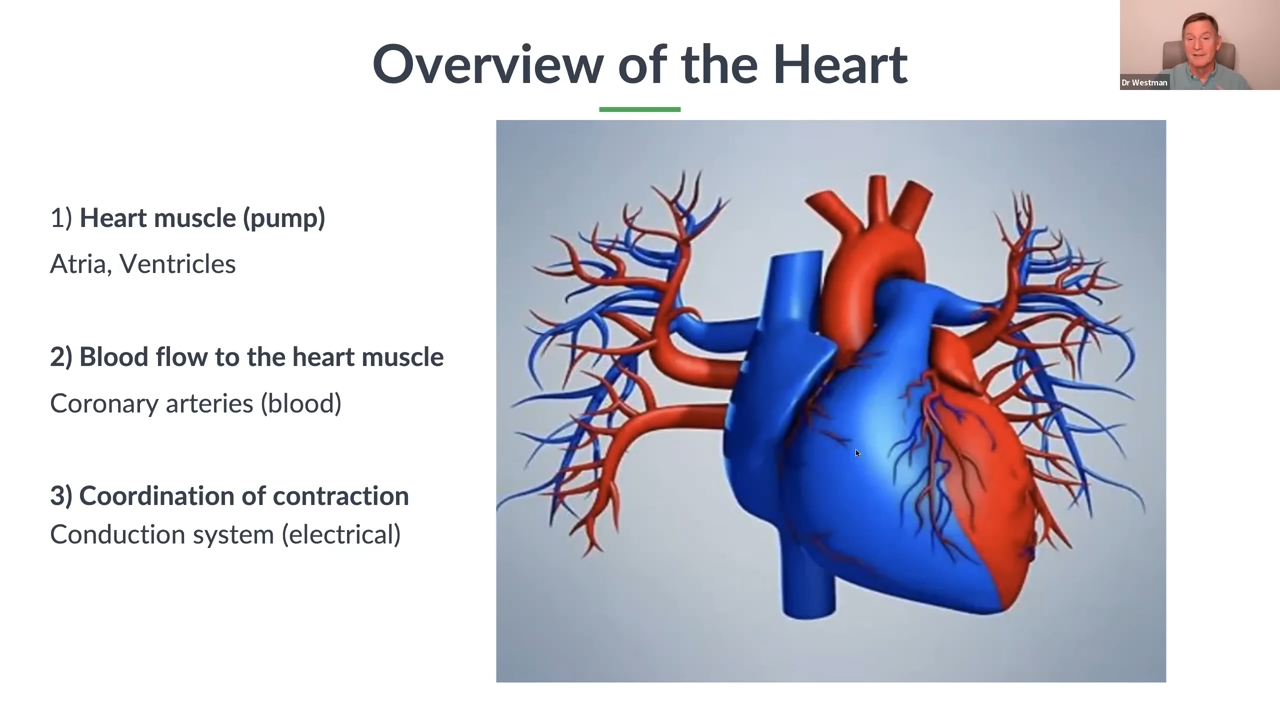 Overview of the Heart
Dr Westman
1) Heart muscle (pump)
Atria, Ventricles
2) Blood flow to the heart muscle
Coronary arteries (blood)
3) Coordination of contraction
Conduction system (electrical)